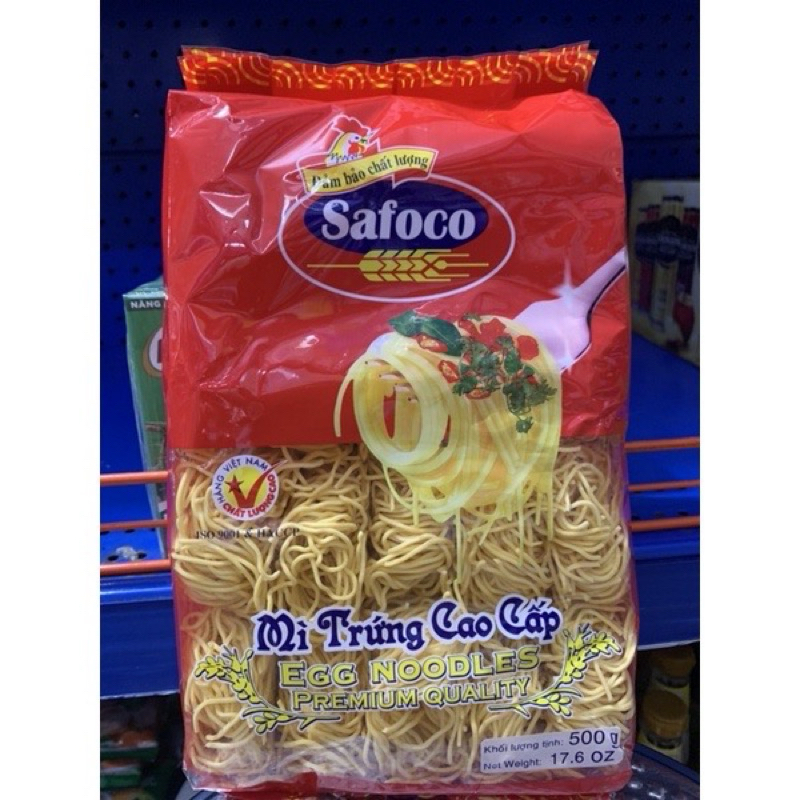 Đảm bảo chất lượng
Safoco
NĂNG
HÀNG VIỆT NAM
CHẤT LƯỢNG CAO
ISO 9001 & HACCP
Mì Trứng Cao Cấp
EGG NOODLES
PREMIUM QUALITY
Khối lượng tịnh: 500 g
Net Weight: 17.6 OZ